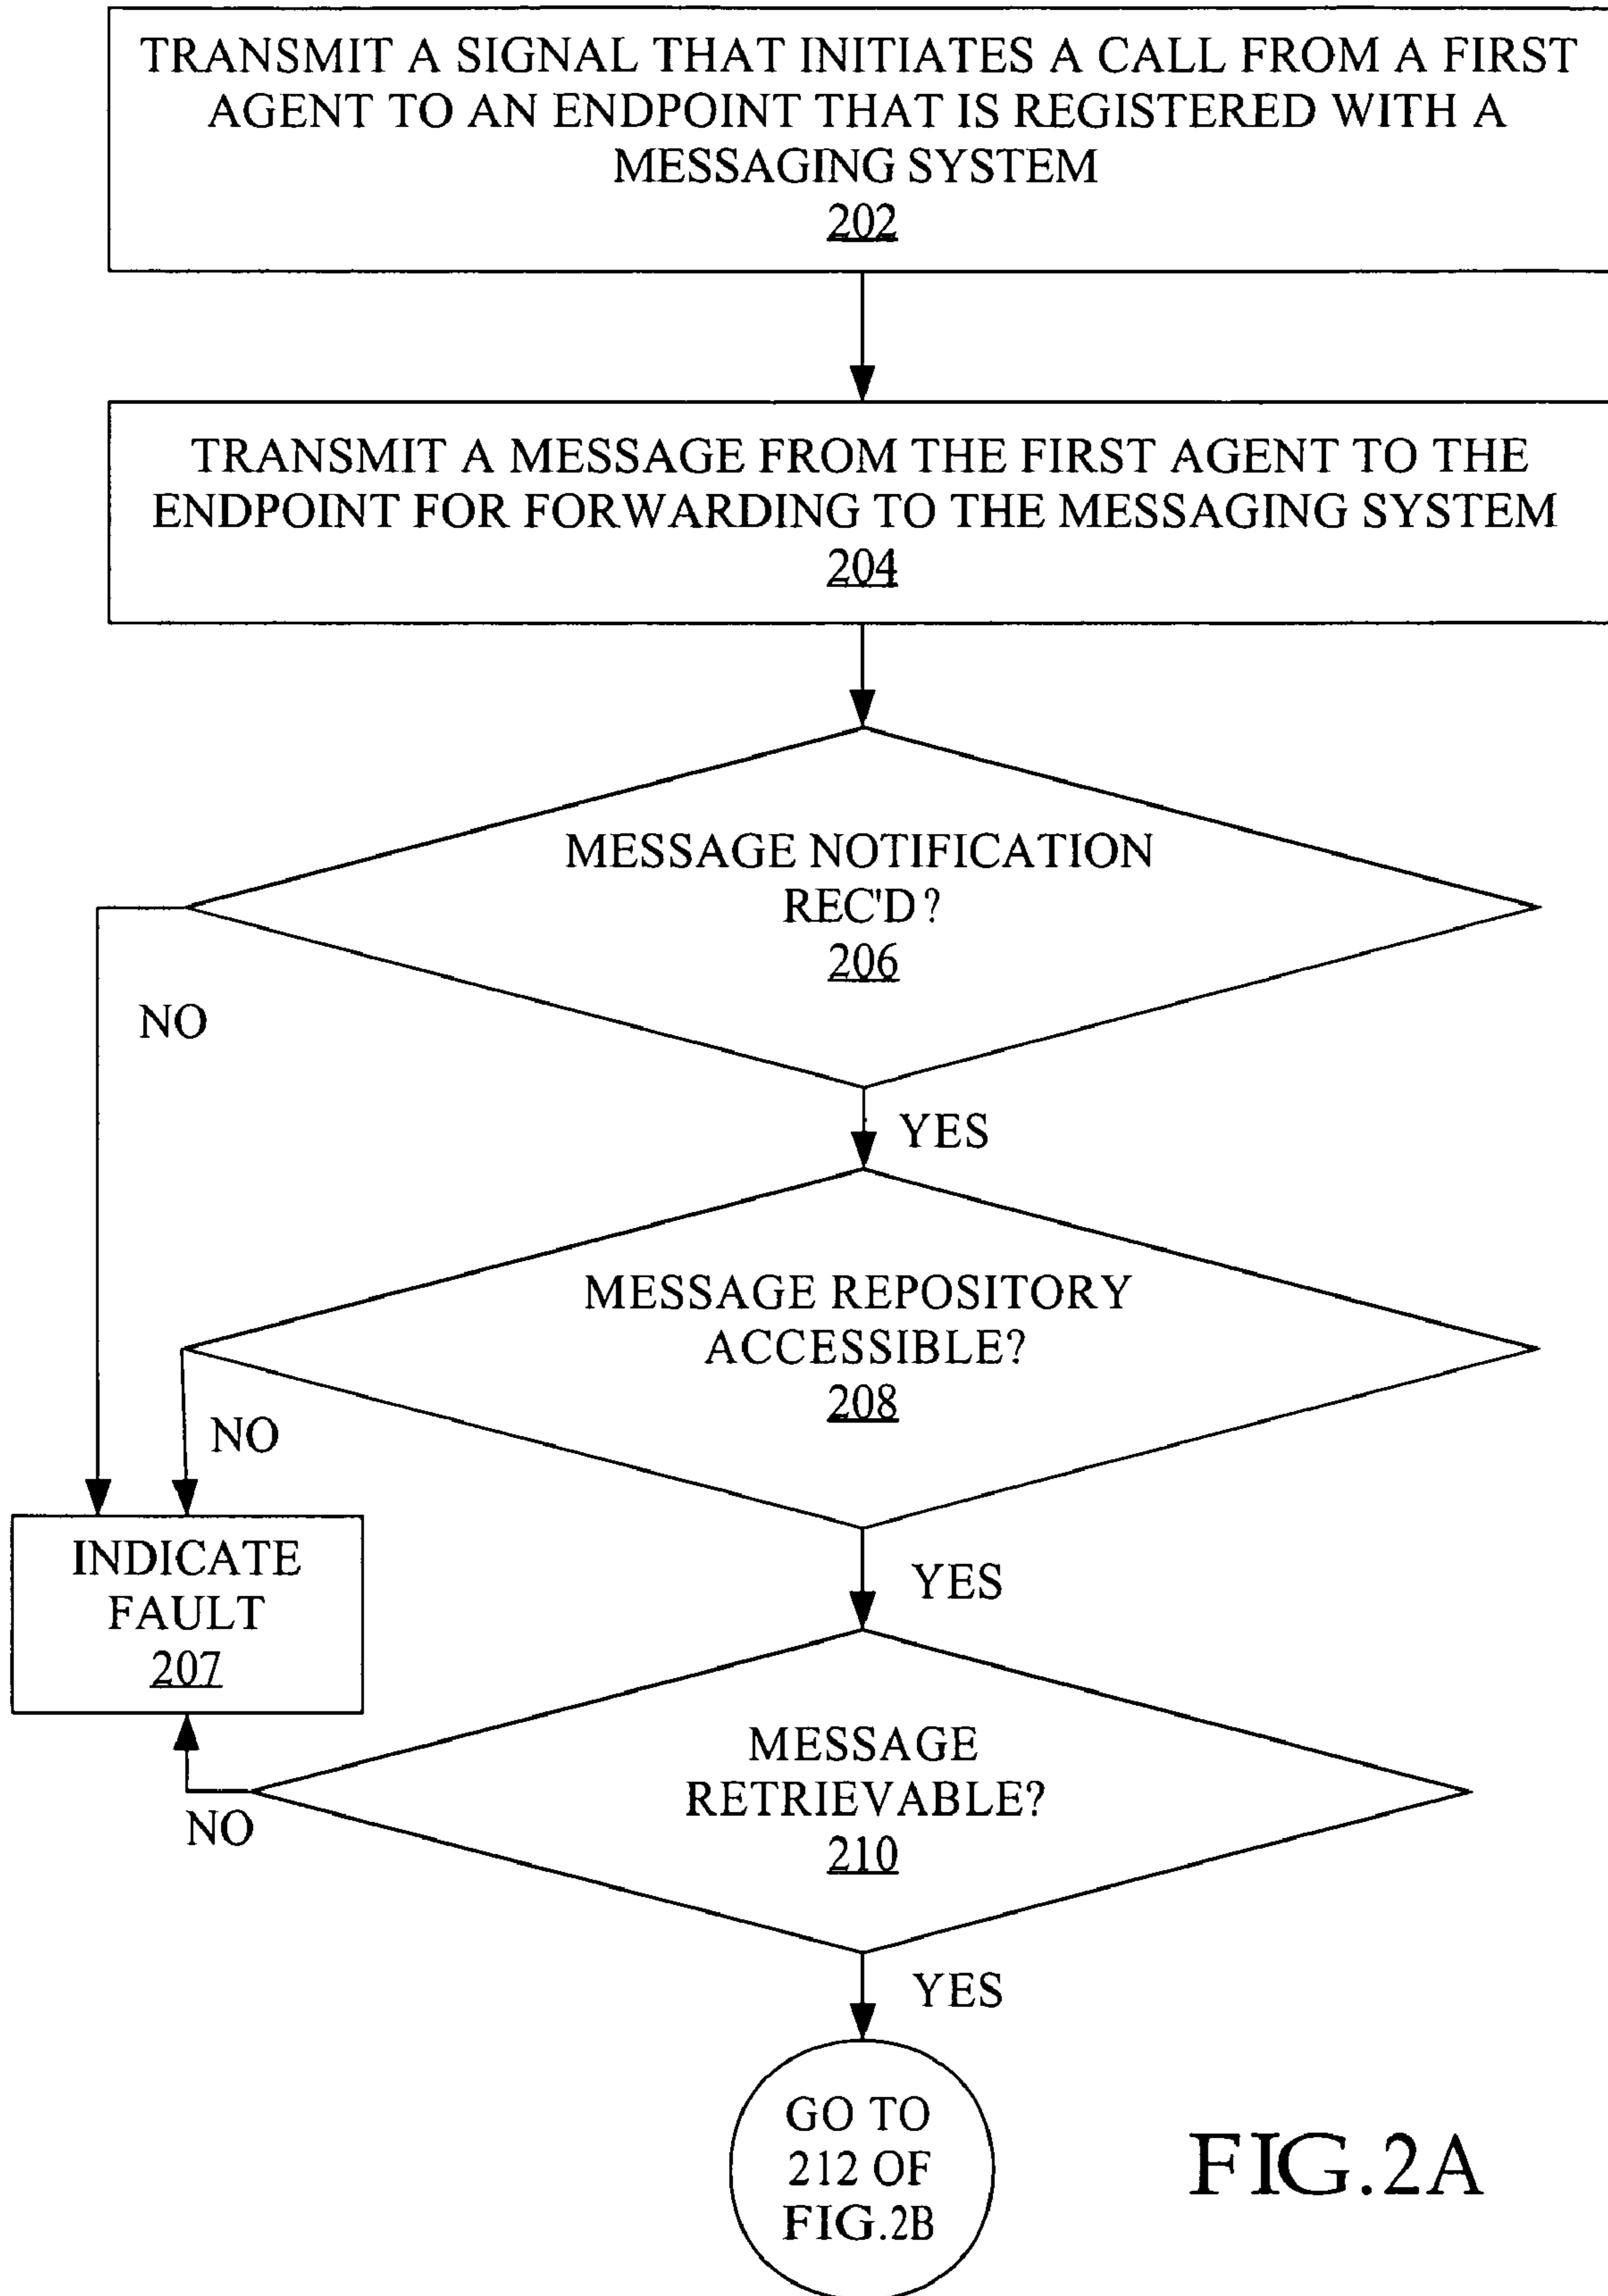 TRANSMIT A SIGNAL THAT INITIATES A CALL FROM A FIRST
AGENT TO AN ENDPOINT THAT IS REGISTERED WITH A
MESSAGING SYSTEM
202
TRANSMIT A MESSAGE FROM THE FIRST AGENT TO THE
ENDPOINT FOR FORWARDING TO THE MESSAGING SYSTEM
204
MESSAGE NOTIFICATION
REC'D?
206
NO
YES
MESSAGE REPOSITORY
ACCESSIBLE?
208
NO
INDICATE
FAULT
207
YES
MESSAGE
RETRIEVABLE?
210
NO
YES
GO TO
212 OF
FIG.2B
FIG.2A